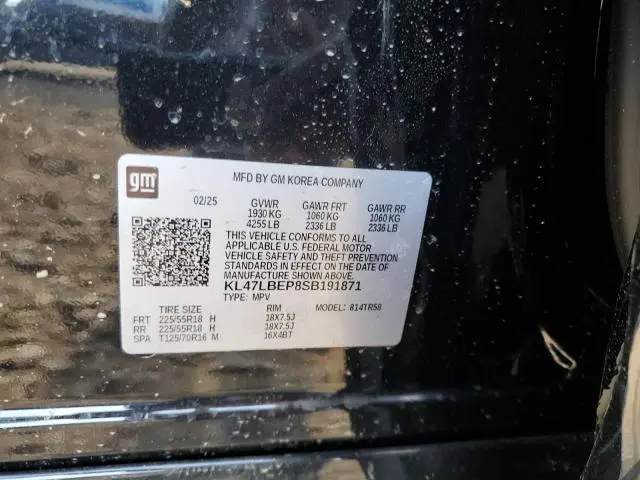 gm
MFD BY GM KOREA COMPANY
02/25 GVWR GAWR FRT GAWR RR
1930 KG 1060 KG 1060 KG
4255 LB 2336 LB 2336 LB
THIS VEHICLE CONFORMS TO ALL
APPLICABLE U.S. FEDERAL MOTOR
VEHICLE SAFETY AND THEFT PREVENTION
STANDARDS IN EFFECT ON THE DATE OF
MANUFACTURE SHOWN ABOVE.
KL47LBEP8SB191871
TYPE: MPV MODEL: 814TR58
TIRE SIZE RIM
FRT 225/55R18 H 18X7.5J
RR 225/55R18 H 18X7.5J
SPA T125/70R16 M 16X4BT